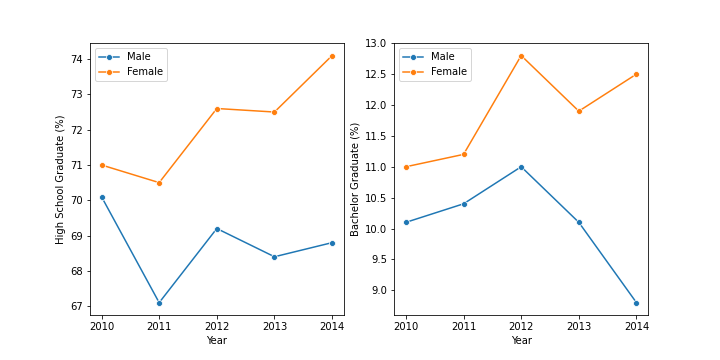 Male
Female
High School Graduate (%)
74
73
72
71
70
69
68
67
2010 2011 2012 2013 2014
Year
Male
Female
Bachelor Graduate (%)
13.0
12.5
12.0
11.5
11.0
10.5
10.0
9.5
9.0
2010 2011 2012 2013 2014
Year